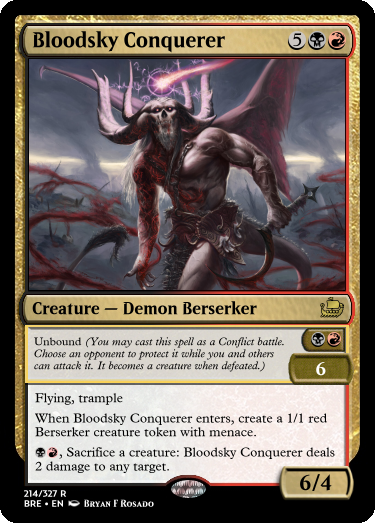 Bloodsky Conquerer 5
Creature — Demon Berserker
Unbound (You may cast this spell as a Conflict battle.
Choose an opponent to protect it while you and others
can attack it. It becomes a creature when defeated.)
6
Flying, trample
When Bloodsky Conquerer enters, create a 1/1 red
Berserker creature token with menace.
, Sacrifice a creature: Bloodsky Conquerer deals
2 damage to any target.
6/4
214/327 R
BRE • EN Bryan F Rosado